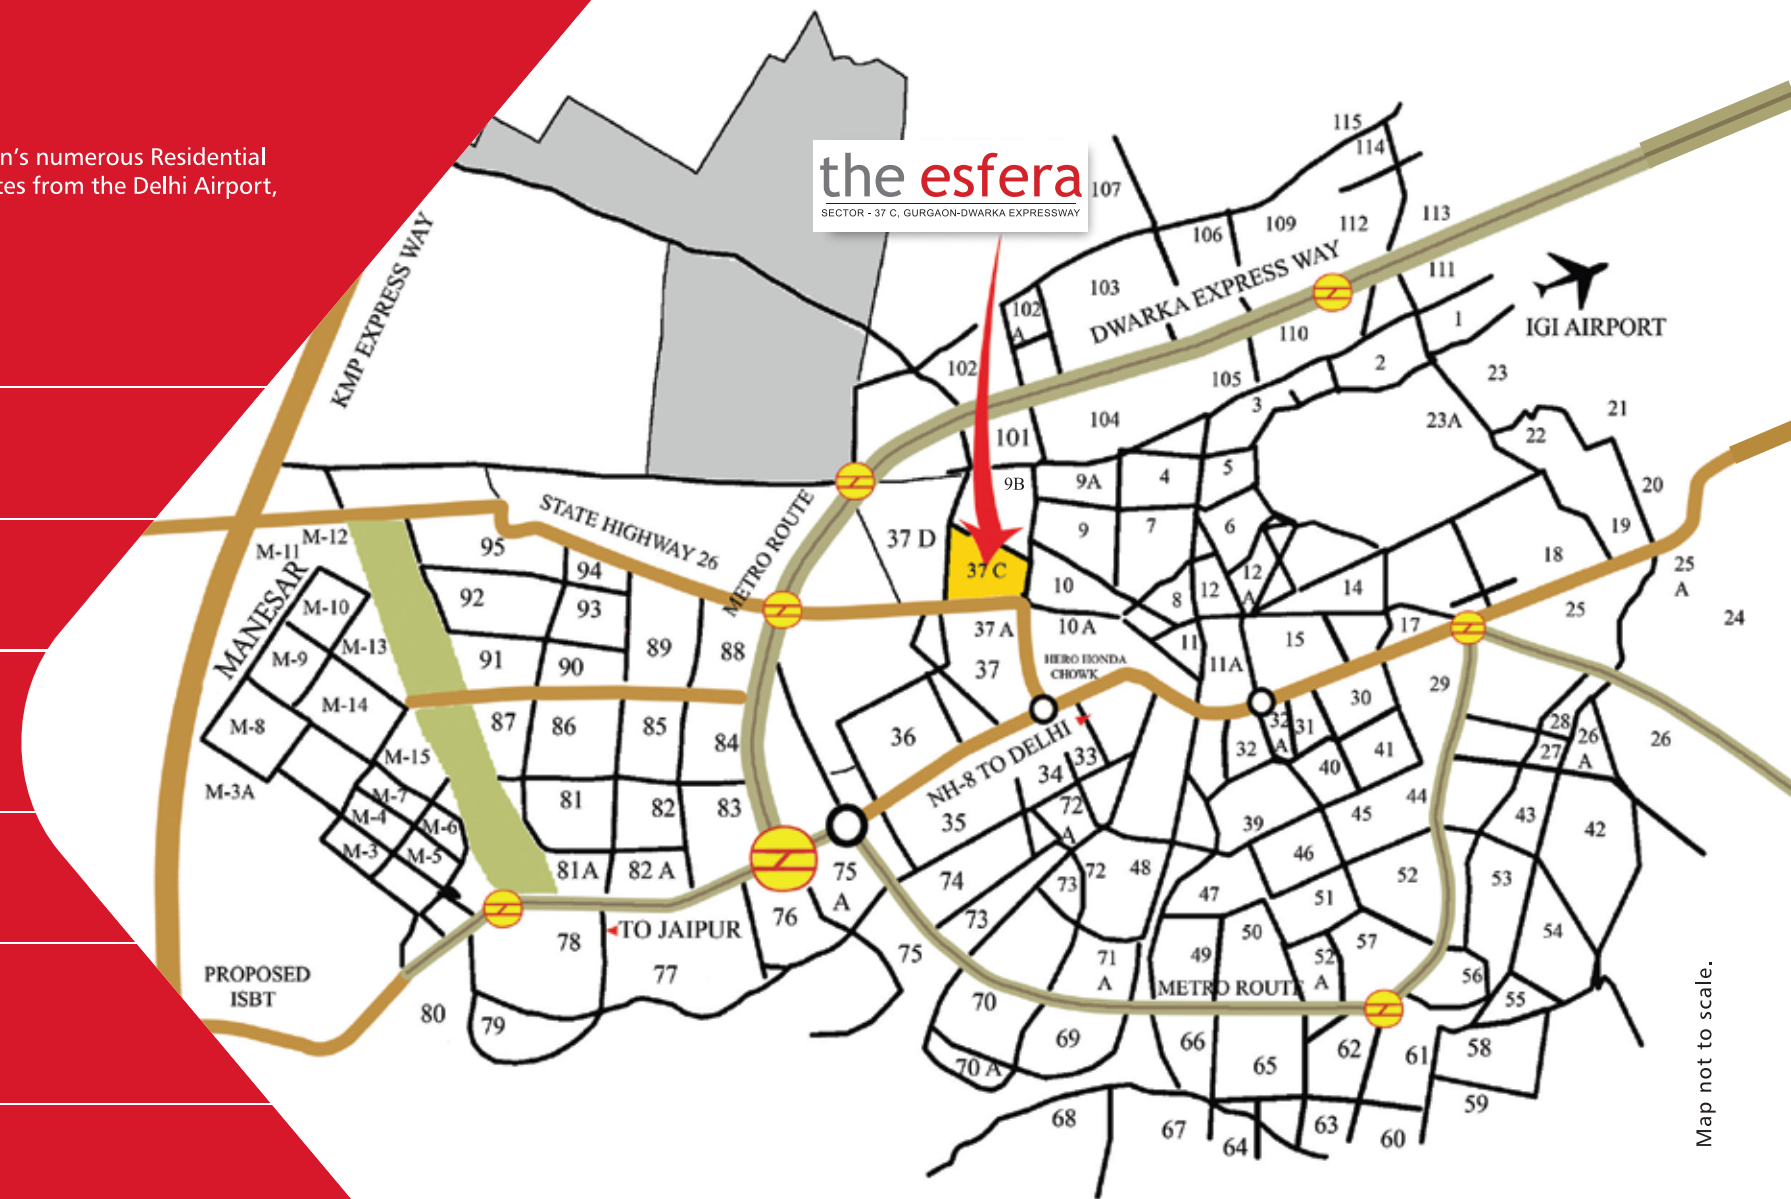 n's numerous Residential
tes from the Delhi Airport,
the esfera
SECTOR - 37 C, GURGAON-DWARKA EXPRESSWAY
KMP EXPRESS WAY
115
114
107
113
112
109
106
111
103
DWARKA EXPRESS WAY
102
A
IGI AIRPORT
1
110
2
102
105
23
3
21
104
23A
101
22
5
4
9A
9B
20
STATE HIGHWAY 26
METRO ROUTE
37 D
9
7
6
19
18
M-12
M-11
95
94
37 C
12
12
A
25
A
MANESAR
10
14
92
93
8
M-10
25
24
37 A
10 A
17
M-13
89
88
11
15
M-9
91
90
37
HERO HONDA
CHOWK
11A
29
30
M-14
M-8
87
86
85
84
36
32
A
31
28
26
A
26
32
41
27
M-15
NH-8 TO DELHI
33
34
40
M-3A
M-7
81
82
83
35
72
A
44
45
43
42
M-4
M-6
39
M-3
M-5
46
81A
82 A
75
A
74
73
72
48
47
52
53
51
76
73
TO JAIPUR
78
50
57
54
75
71
A
49
52
A
77
56
PROPOSED
ISBT
METRO ROUTE
55
70
80
79
69
66
62
61
58
70 A
65
59
68
67
64
63
60
Map not to scale.